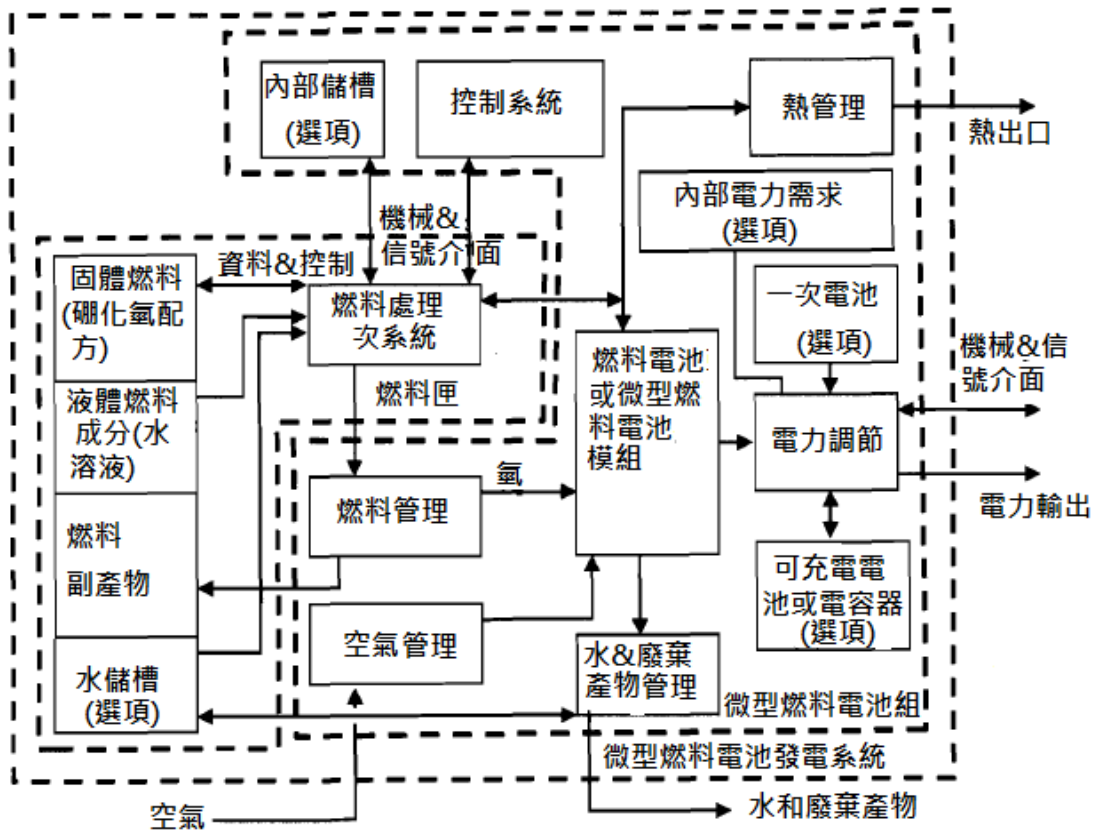 內部儲槽
(選項)
控制系統
熱管理
熱出口
內部電力需求
(選項)
機械&
信號介面
資料&控制
固體燃料
(硼化氫配
方)
燃料處理
次系統
一次電池
(選項)
機械&信
號介面
燃料電池
或微型燃
料電池
模組
液體燃料
成分(水
溶液)
燃料匣
電力調節
氫
燃料管理
電力輸出
燃料
副產物
可充電電
池或電容器
(選項)
空氣管理
水&廢棄
產物管理
水儲槽
(選項)
微型燃料電池組
微型燃料電池發電系統
空氣
水和廢棄產物